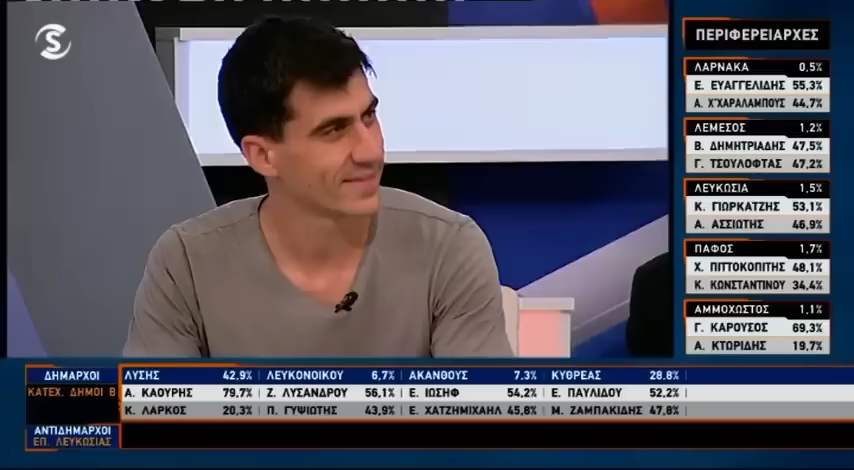 S
ΠΕΡΙΦΕΡΕΙΑΡΧΕΣ
ΛΑΡΝΑΚΑ 0,5%
Ε. ΕΥΑΓΓΕΛΙΔΗΣ 55,3%
Α. Χ"ΧΑΡΑΛΑΜΠΟΥΣ 44,7%
ΛΕΜΕΣΟΣ 1,2%
Β. ΔΗΜΗΤΡΙΑΔΗΣ 47,5%
Γ. ΤΣΟΥΛΟΦΤΑΣ 47,2%
ΛΕΥΚΩΣΙΑ 1,5%
Κ. ΓΙΩΡΚΑΤΖΗΣ 53,1%
Α. ΑΣΣΙΩΤΗΣ 46,9%
ΠΑΦΟΣ 1,7%
Χ. ΠΙΤΤΟΚΟΠΙΤΗΣ 48,1%
Κ. ΚΩΝΣΤΑΝΤΙΝΟΥ 34,4%
ΑΜΜΟΧΩΣΤΟΣ 1,1%
Γ. ΚΑΡΟΥΣΟΣ 69,3%
Α. ΚΤΩΡΙΔΗΣ 19,7%
ΔΗΜΑΡΧΟΙ ΛΥΣΗΣ 42,9% | ΛΕΥΚΟΝΟΙΚΟΥ 6,7% | ΑΚΑΝΘΟΥΣ 7.3% | ΚΥΘΡΕΑΣ 28.8% |
ΚΑΤΕΧ. ΔΗΜΟΙ Β Α. ΚΑΟΥΡΗΣ 79,7% | Ζ. ΛΥΣΑΝΔΡΟΥ 56,1% | Ε. ΙΩΣΗΦ 54,2% | Ε. ΠΑΥΛΙΔΟΥ 52,2% |
Κ. ΛΑΡΚΟΣ 20,3% | Π. ΓΥΨΙΩΤΗΣ 43,9% | Ε. ΧΑΤΖΗΜΙΧΑΗΛ 45,8% | Μ. ΖΑΜΠΑΚΙΔΗΣ 47,8% |
ΑΝΤΙΔΗΜΑΡΧΟΙ
ΕΠ. ΛΕΥΚΩΣΙΑΣ